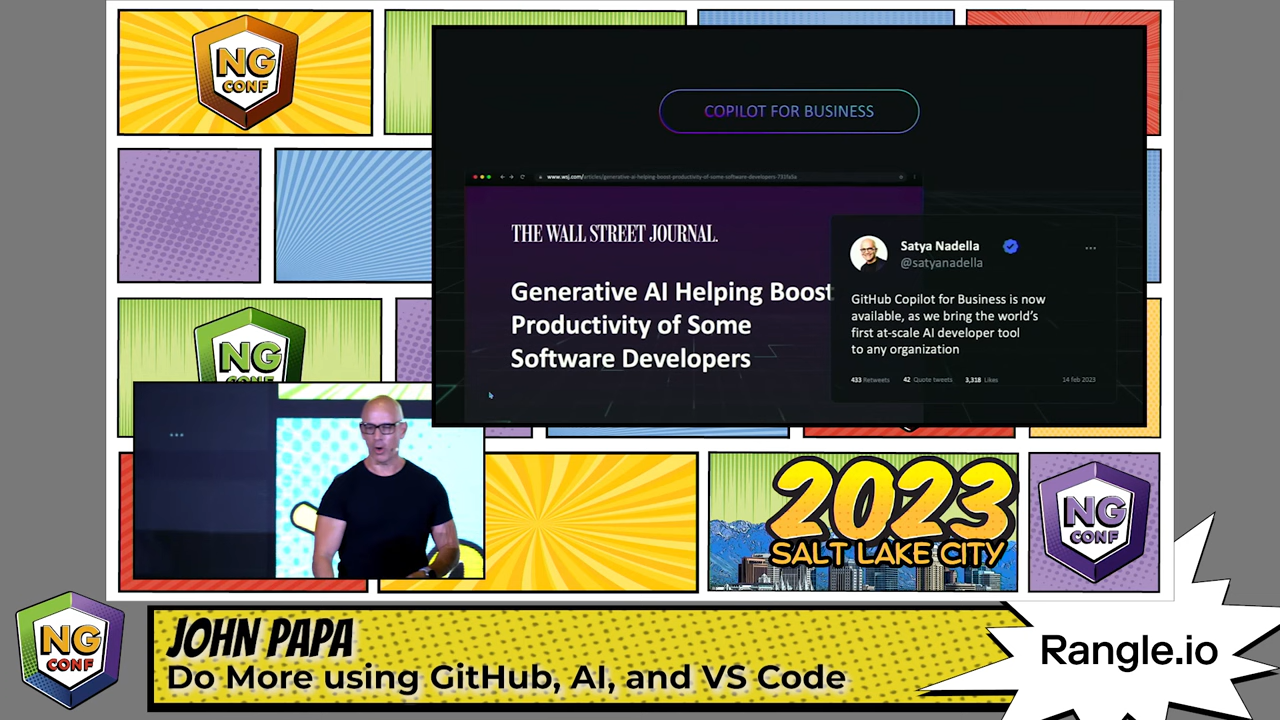 NG
CONF
COPILOT FOR BUSINESS
www.wsj.com/articles/generative-ai-helping-boost-productivity-of-some-software-developers-731fa5a
THE WALL STREET JOURNAL.
Generative AI Helping Boost
Productivity of Some
Software Developers
Satya Nadella
@satyanadella
GitHub Copilot for Business is now
available, as we bring the world's
first at-scale AI developer tool
to any organization
433 Retweets 42 Quote tweets 3,318 Likes 14 feb 2023
NG
2023
SALT LAKE CITY
NG
CONF
NG
CONF
JOHN PAPA
Do More using GitHub, AI, and VS Code
Rangle.io